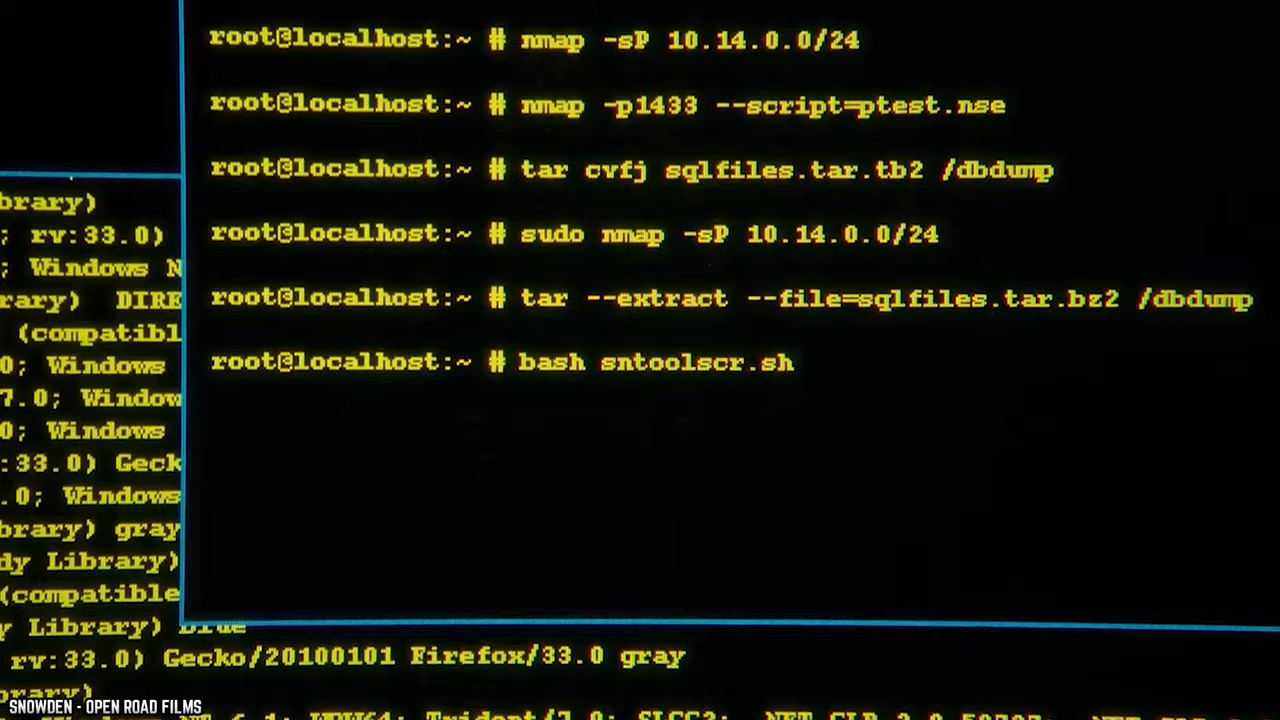 root@localhost:~ # nmap -sP 10.14.0.0/24
root@localhost:~ # nmap -p1433 --script=ptest.nse
root@localhost:~ # tar cvfj sqlfiles.tar.tb2 /dbdump
root@localhost:~ # sudo nmap -sP 10.14.0.0/24
root@localhost:~ # tar --extract --file=sqlfiles.tar.bz2 /dbdump
root@localhost:~ # bash sntoolscr.sh
brary)
; rv:33.0)
; Windows N
rary) DIRE
(compatibl
0; Windows
7.0; Window
0; Windows
:33.0) Geck
.0; Windows
brary) gray
dy Library)
(compatible
y Library) blue
rv:33.0) Gecko/20100101 Firefox/33.0 gray
brary)
SNOWDEN - OPEN ROAD FILMS